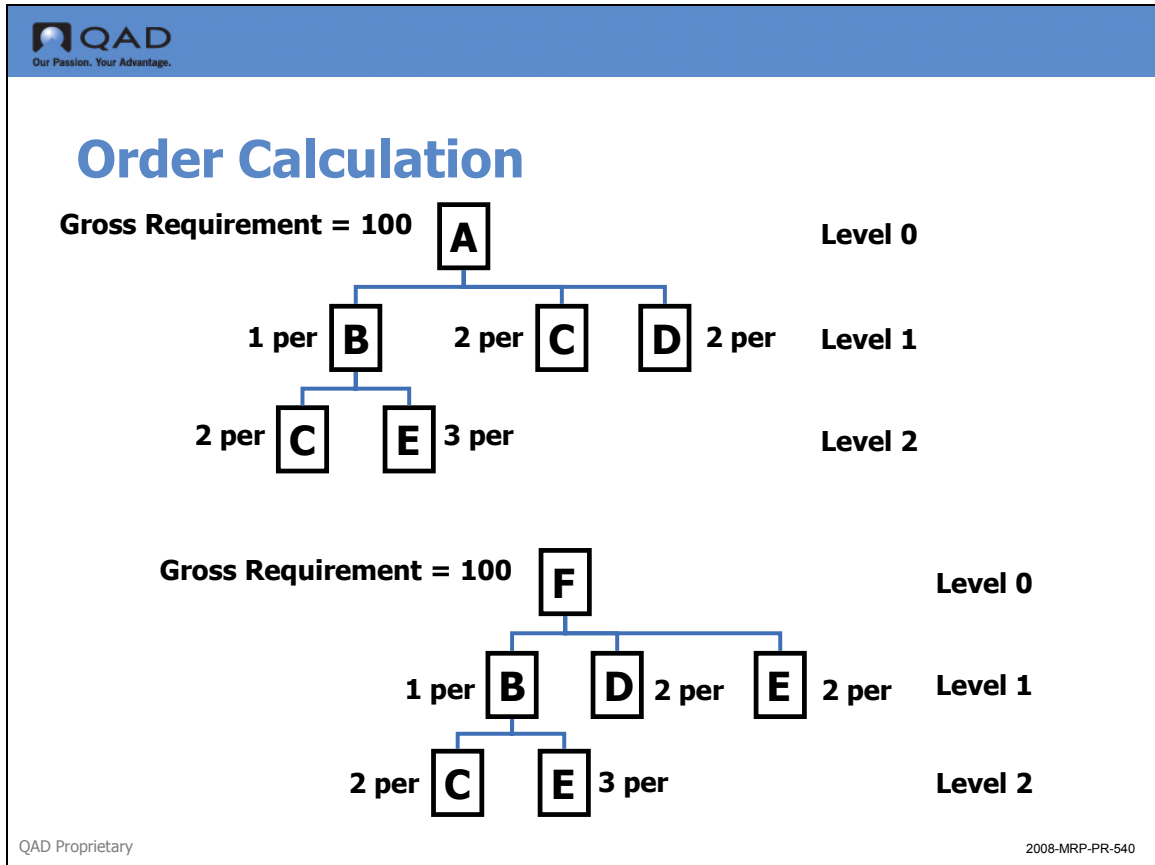 QAD
Our Passion. Your Advantage.
Order Calculation
Gross Requirement = 100 A Level 0
1 per B 2 per C D 2 per Level 1
2 per C E 3 per Level 2
Gross Requirement = 100 F Level 0
1 per B D 2 per E 2 per Level 1
2 per C E 3 per Level 2
QAD Proprietary 2008-MRP-PR-540